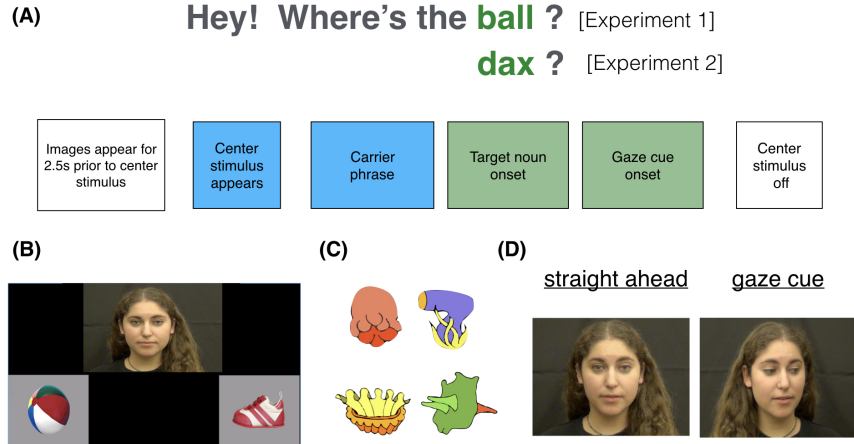 (A)
Hey! Where's the ball ? [Experiment 1]
dax ? [Experiment 2]
Images appear for
2.5s prior to center
stimulus
Center
stimulus
appears
Carrier
phrase
Target noun
onset
Gaze cue
onset
Center
stimulus
off
(B)
(C)
(D)
straight ahead
gaze cue